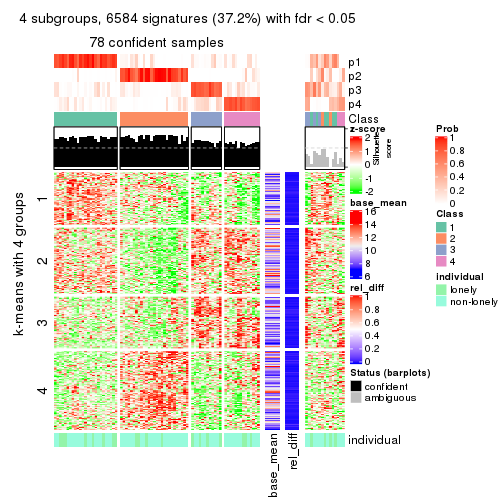 4 subgroups, 6584 signatures (37.2%) with fdr < 0.05
78 confident samples
p1
p2
p3
p4
Class
Silhouette score
k-means with 4 groups
1
2
3
4
individual
base_mean
rel_diff
z-score
2
1
0
-1
-2
base_mean
16
14
12
10
8
6
rel_diff
1
0.8
0.6
0.4
0.2
0
Status (barplots)
confident
ambiguous
Prob
1
0.8
0.6
0.4
0.2
0
Class
1
2
3
4
individual
lonely
non-lonely